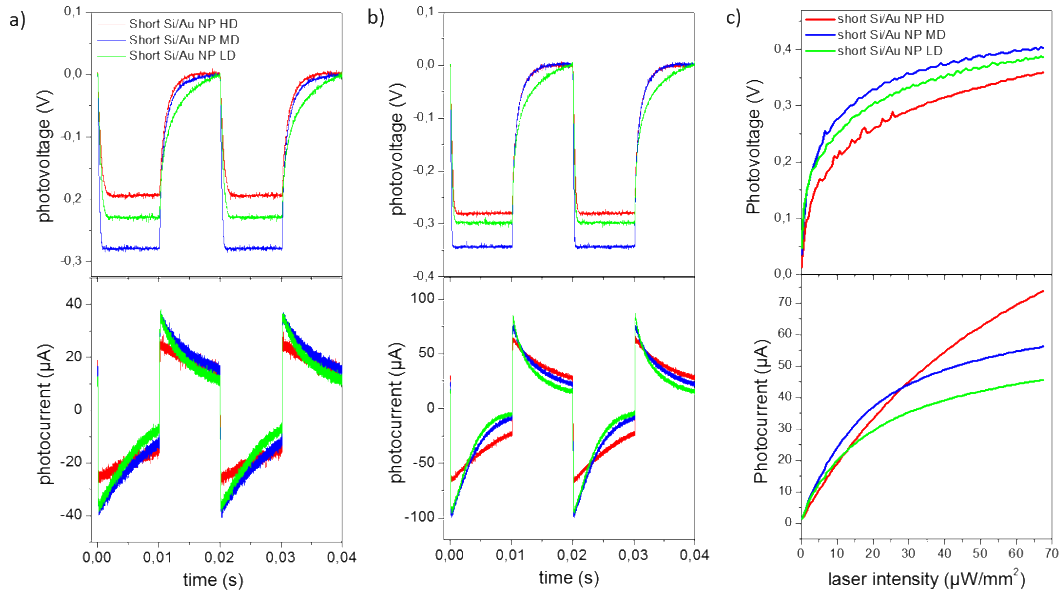 a)
0,1
0,0
-0,1
0,2
-0,3
photovoltage (V)
Short Si/Au NP HD
Short Si/Au NP MD
Short Si/Au NP LD
40
20
0
-20
-40
photocurrent (µA)
0,00 0,01 0,02 0,03 0,04
time (s)
b)
0,1
0,0
-0,1
-0,2
-0,3
-0,4
photovoltage (V)
100
50
0
-50
-100
photocurrent (µA)
0,00 0,01 0,02 0,03 0,04
time (s)
c)
0,4
0,3
0,2
0,1
0,0
Photovoltage (V)
short Si/Au NP HD
short Si/Au NP MD
short Si/Au NP LD
70
60
50
40
30
20
10
0
Photocurrent (µA)
0 10 20 30 40 50 60 70
laser intensity (µW/mm²)